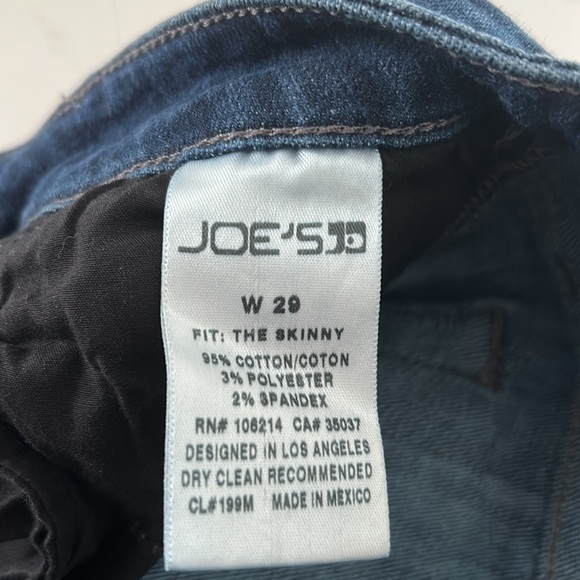 JOE'S
W 29
FIT: THE SKINNY
95% COTTON/COTON
3% POLYESTER
2% SPANDEX
RN# 106214 CA# 35037
DESIGNED IN LOS ANGELES
DRY CLEAN RECOMMENDED
CL#199M MADE IN MEXICO